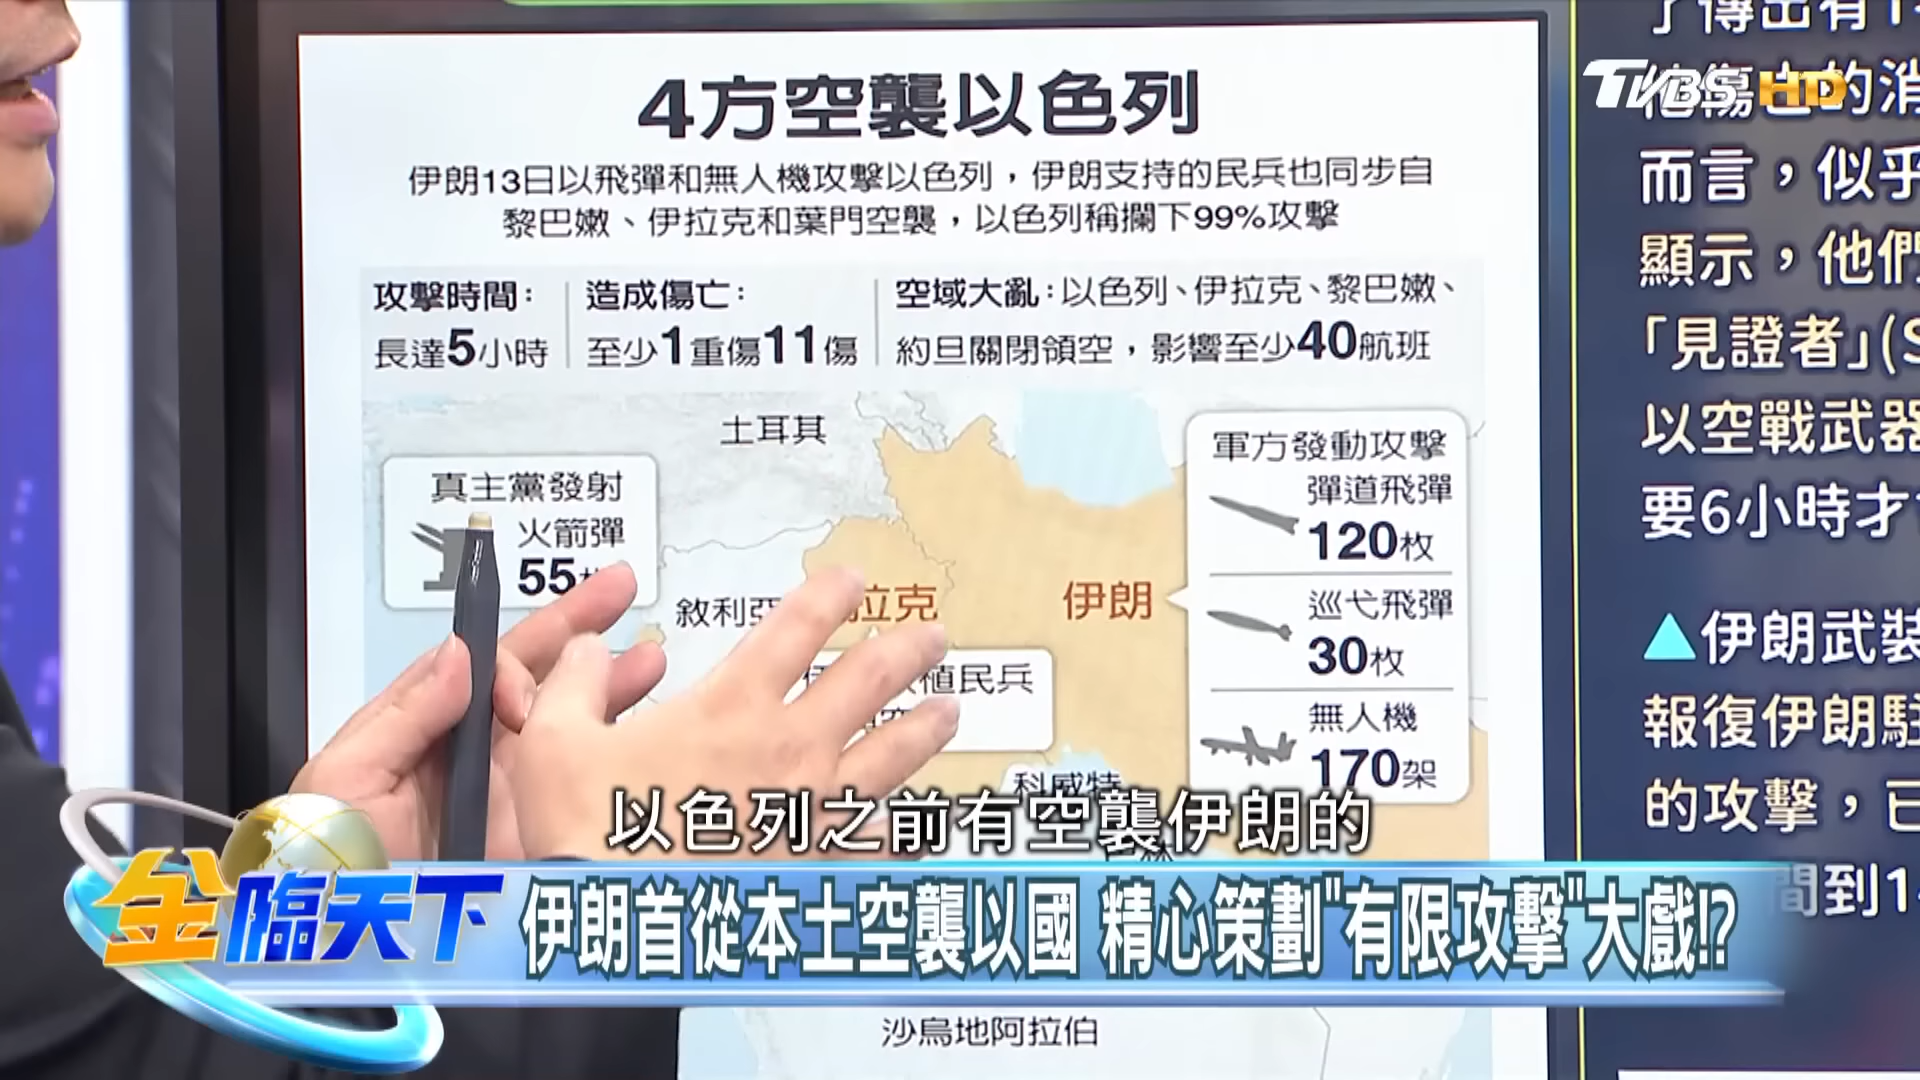 4方空襲以色列
伊朗13日以飛彈和無人機攻擊以色列，伊朗支持的民兵也同步自
黎巴嫩、伊拉克和葉門空襲，以色列稱攔下99%攻擊
攻擊時間：
長達5小時
造成傷亡：
至少1重傷11傷
空域大亂：以色列、伊拉克、黎巴嫩、
約旦關閉領空，影響至少40航班
土耳其
真主黨發射
火箭彈
55
敘利亞
拉克
伊朗
植民兵
軍方發動攻擊
彈道飛彈
120枚
巡弋飛彈
30枚
無人機
170架
科威特
沙烏地阿拉伯
TVBS HD
了傳出有1
他傷亡的消
而言，似乎
顯示，他們
「見證者」(S
以空戰武器
要6小時才
▲伊朗武裝
報復伊朗駐
的攻擊，已
間到1
以色列之前有空襲伊朗的
金臨天下
伊朗首從本土空襲以國 精心策劃"有限攻擊"大戲!?